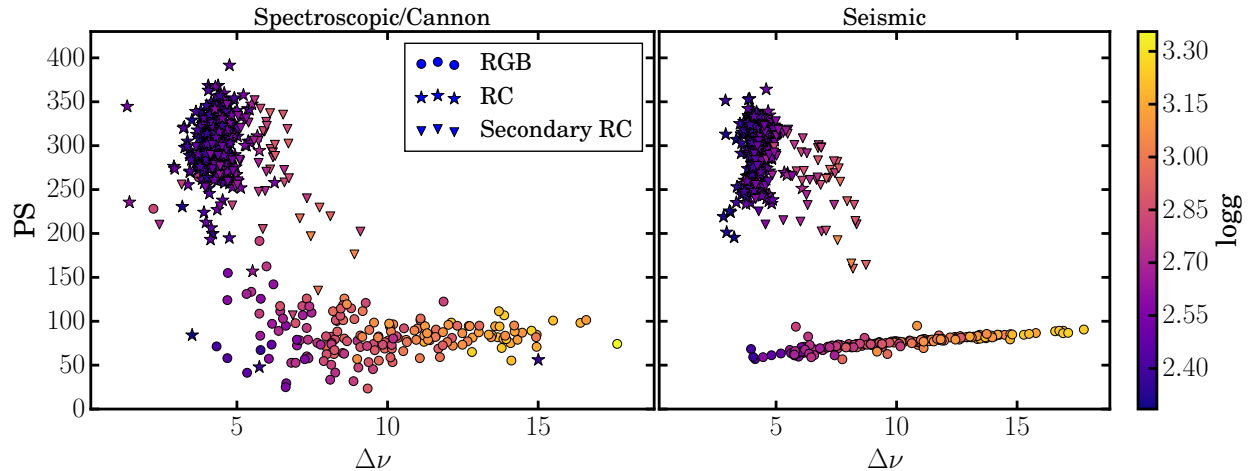 Spectroscopic/Cannon
Seismic
400
350
300
250
200
150
100
50
0
PS
RGB
RC
Secondary RC
5
10
15
Δν
5
10
15
Δν
3.30
3.15
3.00
2.85
2.70
2.55
2.40
logg